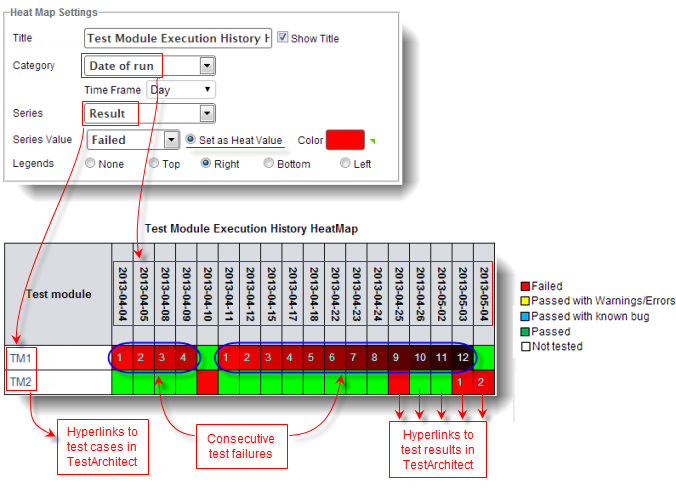 Heat Map Settings
Title Test Module Execution History H Show Title
Category Date of run
Time Frame Day
Series Result
Series Value Failed Set as Heat Value Color
Legends None Top Right Bottom Left
Test Module Execution History HeatMap
Test module 2013-04-04 2013-04-05 2013-04-08 2013-04-09 2013-04-10 2013-04-11 2013-04-12 2013-04-15 2013-04-16 2013-04-17 2013-04-18 2013-04-22 2013-04-23 2013-04-25 2013-04-26 2013-05-02 2013-05-03 2013-05-04
TM1 1 2 3 4 1 2 3 4 5 6 7 8 9 10 11 12
TM2 1 2
Failed
Passed with Warnings/Errors
Passed with known bug
Passed
Not tested
Hyperlinks to
test cases in
TestArchitect
Consecutive
test failures
Hyperlinks to
test results in
TestArchitect